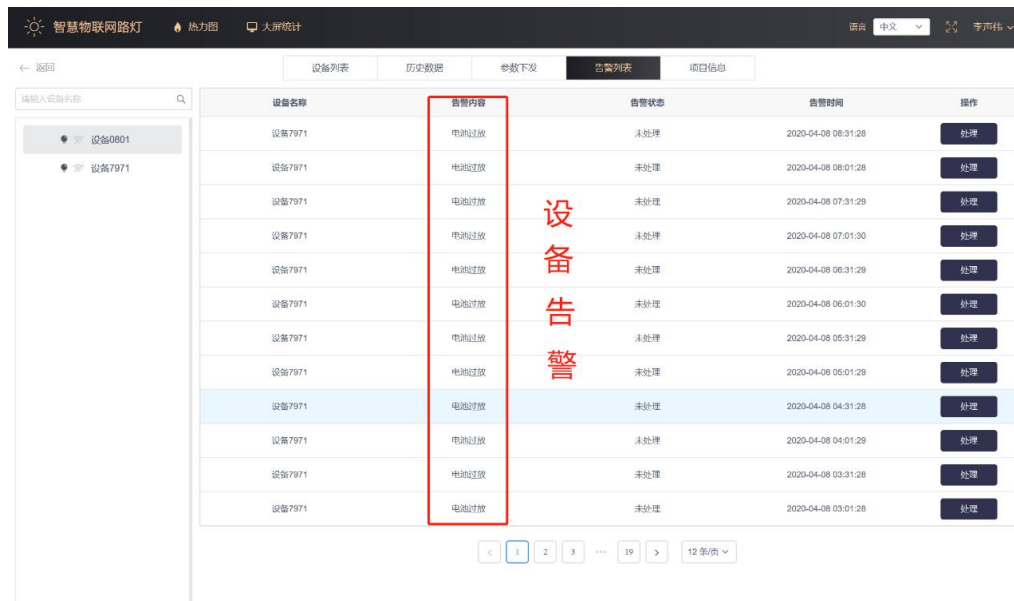 智慧物联网路灯 热力图 大屏统计 语言 中文 李声伟
← 返回 设备列表 历史数据 参数下发 告警列表 项目信息
请输入设备名称
设备0801
设备7971
设备名称 告警内容 告警状态 告警时间 操作
设备7971 电池过放 未处理 2020-04-08 08:31:28 处理
设备7971 电池过放 未处理 2020-04-08 08:01:28 处理
设备7971 电池过放 未处理 2020-04-08 07:31:29 处理
设备7971 电池过放 未处理 2020-04-08 07:01:30 处理
设备7971 电池过放 未处理 2020-04-08 06:31:29 处理
设备7971 电池过放 未处理 2020-04-08 06:01:30 处理
设备7971 电池过放 未处理 2020-04-08 05:31:29 处理
设备7971 电池过放 未处理 2020-04-08 05:01:29 处理
设备7971 电池过放 未处理 2020-04-08 04:31:28 处理
设备7971 电池过放 未处理 2020-04-08 04:01:29 处理
设备7971 电池过放 未处理 2020-04-08 03:31:28 处理
设备7971 电池过放 未处理 2020-04-08 03:01:28 处理
设备告警
< 1 2 3 ··· 19 > 12 条/页